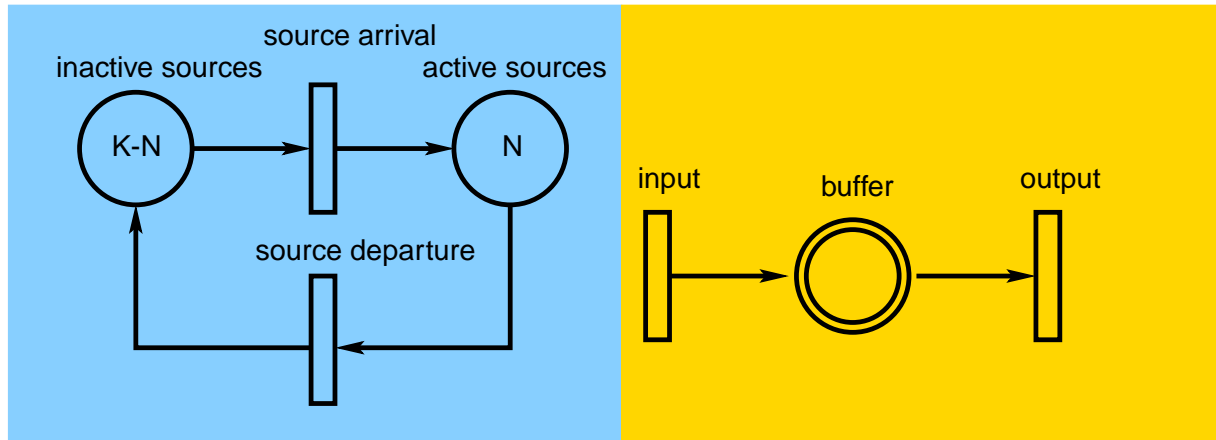 source arrival
inactive sources
active sources
K-N
N
source departure
input
buffer
output